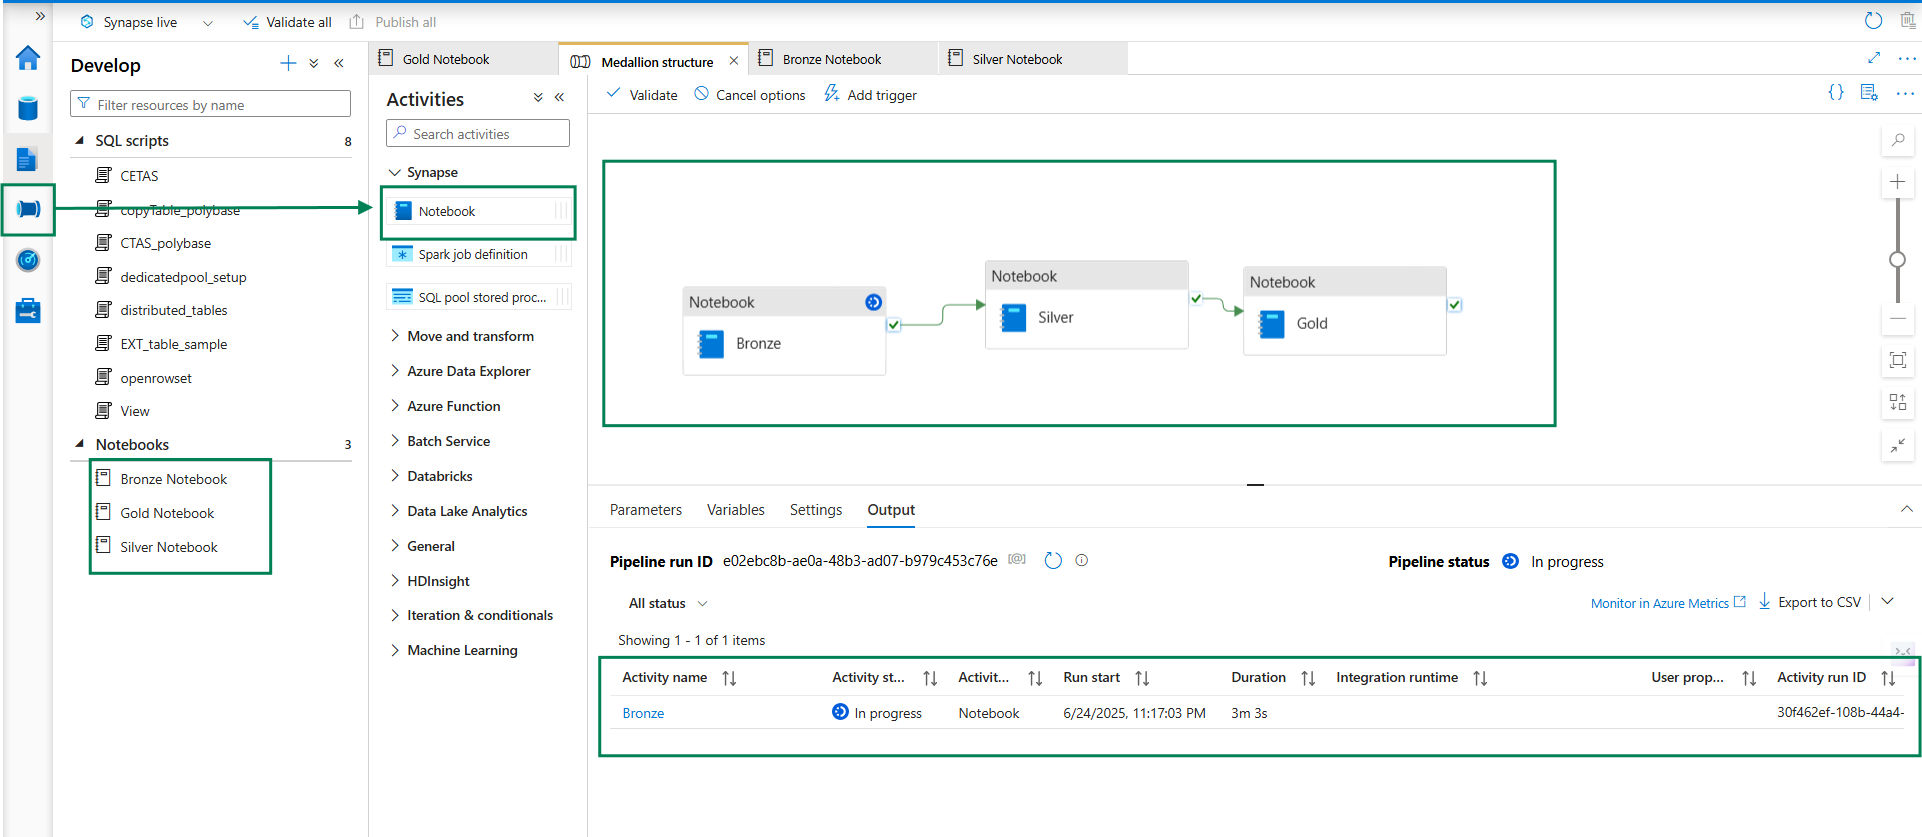 Synapse live
Validate all
Publish all
Develop
Filter resources by name
SQL scripts
8
CETAS
copyTable_polybase
CTAS_polybase
dedicatedpool_setup
distributed_tables
EXT_table_sample
openrowset
View
Notebooks
3
Bronze Notebook
Gold Notebook
Silver Notebook
Gold Notebook
Medallion structure
Bronze Notebook
Silver Notebook
Activities
Search activities
Synapse
Notebook
Spark job definition
SQL pool stored proc...
Move and transform
Azure Data Explorer
Azure Function
Batch Service
Databricks
Data Lake Analytics
General
HDInsight
Iteration & conditionals
Machine Learning
Validate
Cancel options
Add trigger
{}
Notebook
Bronze
Notebook
Silver
Notebook
Gold
Parameters
Variables
Settings
Output
Pipeline run ID e02ebc8b-ae0a-48b3-ad07-b979c453c76e
Pipeline status In progress
All status
Monitor in Azure Metrics
Export to CSV
Showing 1 - 1 of 1 items
Activity name Activity st... Activit... Run start Duration Integration runtime User prop... Activity run ID
Bronze In progress Notebook 6/24/2025, 11:17:03 PM 3m 3s 30f462ef-108b-44a4-